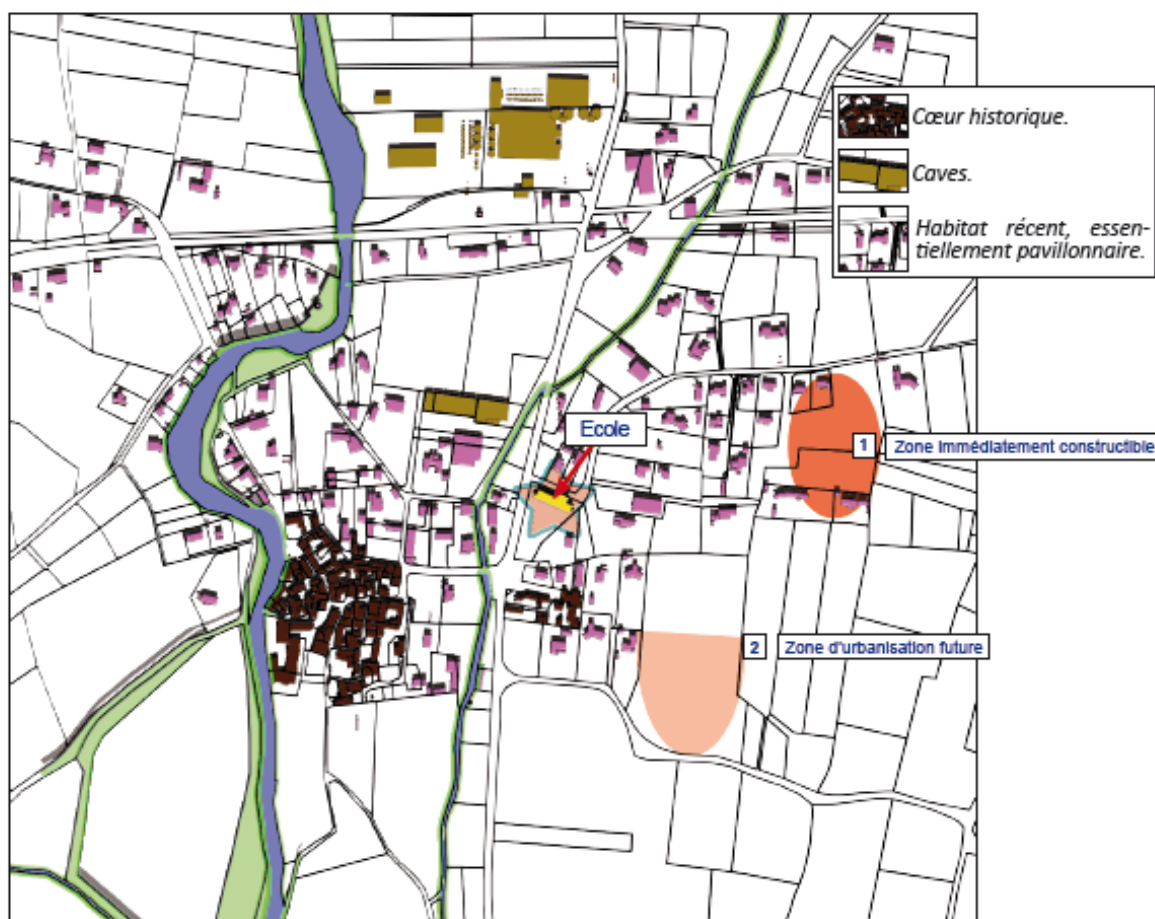 Cœur historique.
Caves.
Habitat récent, essen-
tiellement pavillonnaire.
Ecole
1 Zone immédiatement constructible
2 Zone d'urbanisation future